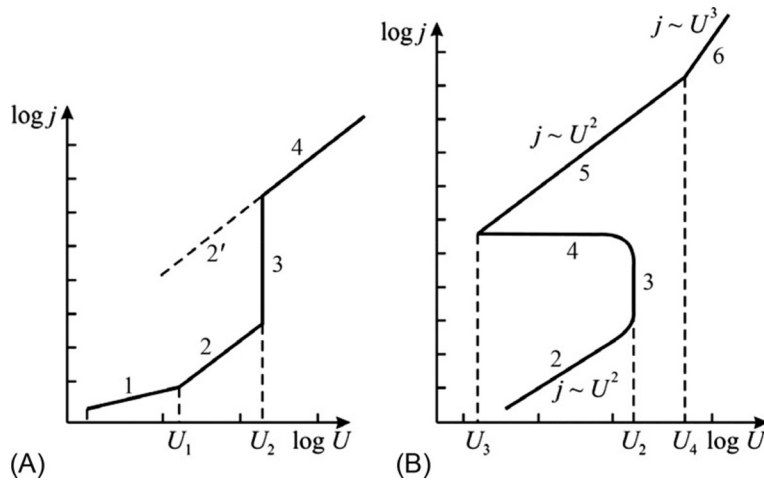 log j
4
2′
3
2
1
U₁
U₂
log U
(A)
log j
j ~ U³
6
j ~ U²
5
4
3
2
j ~ U²
U₃
U₂
U₄
log U
(B)